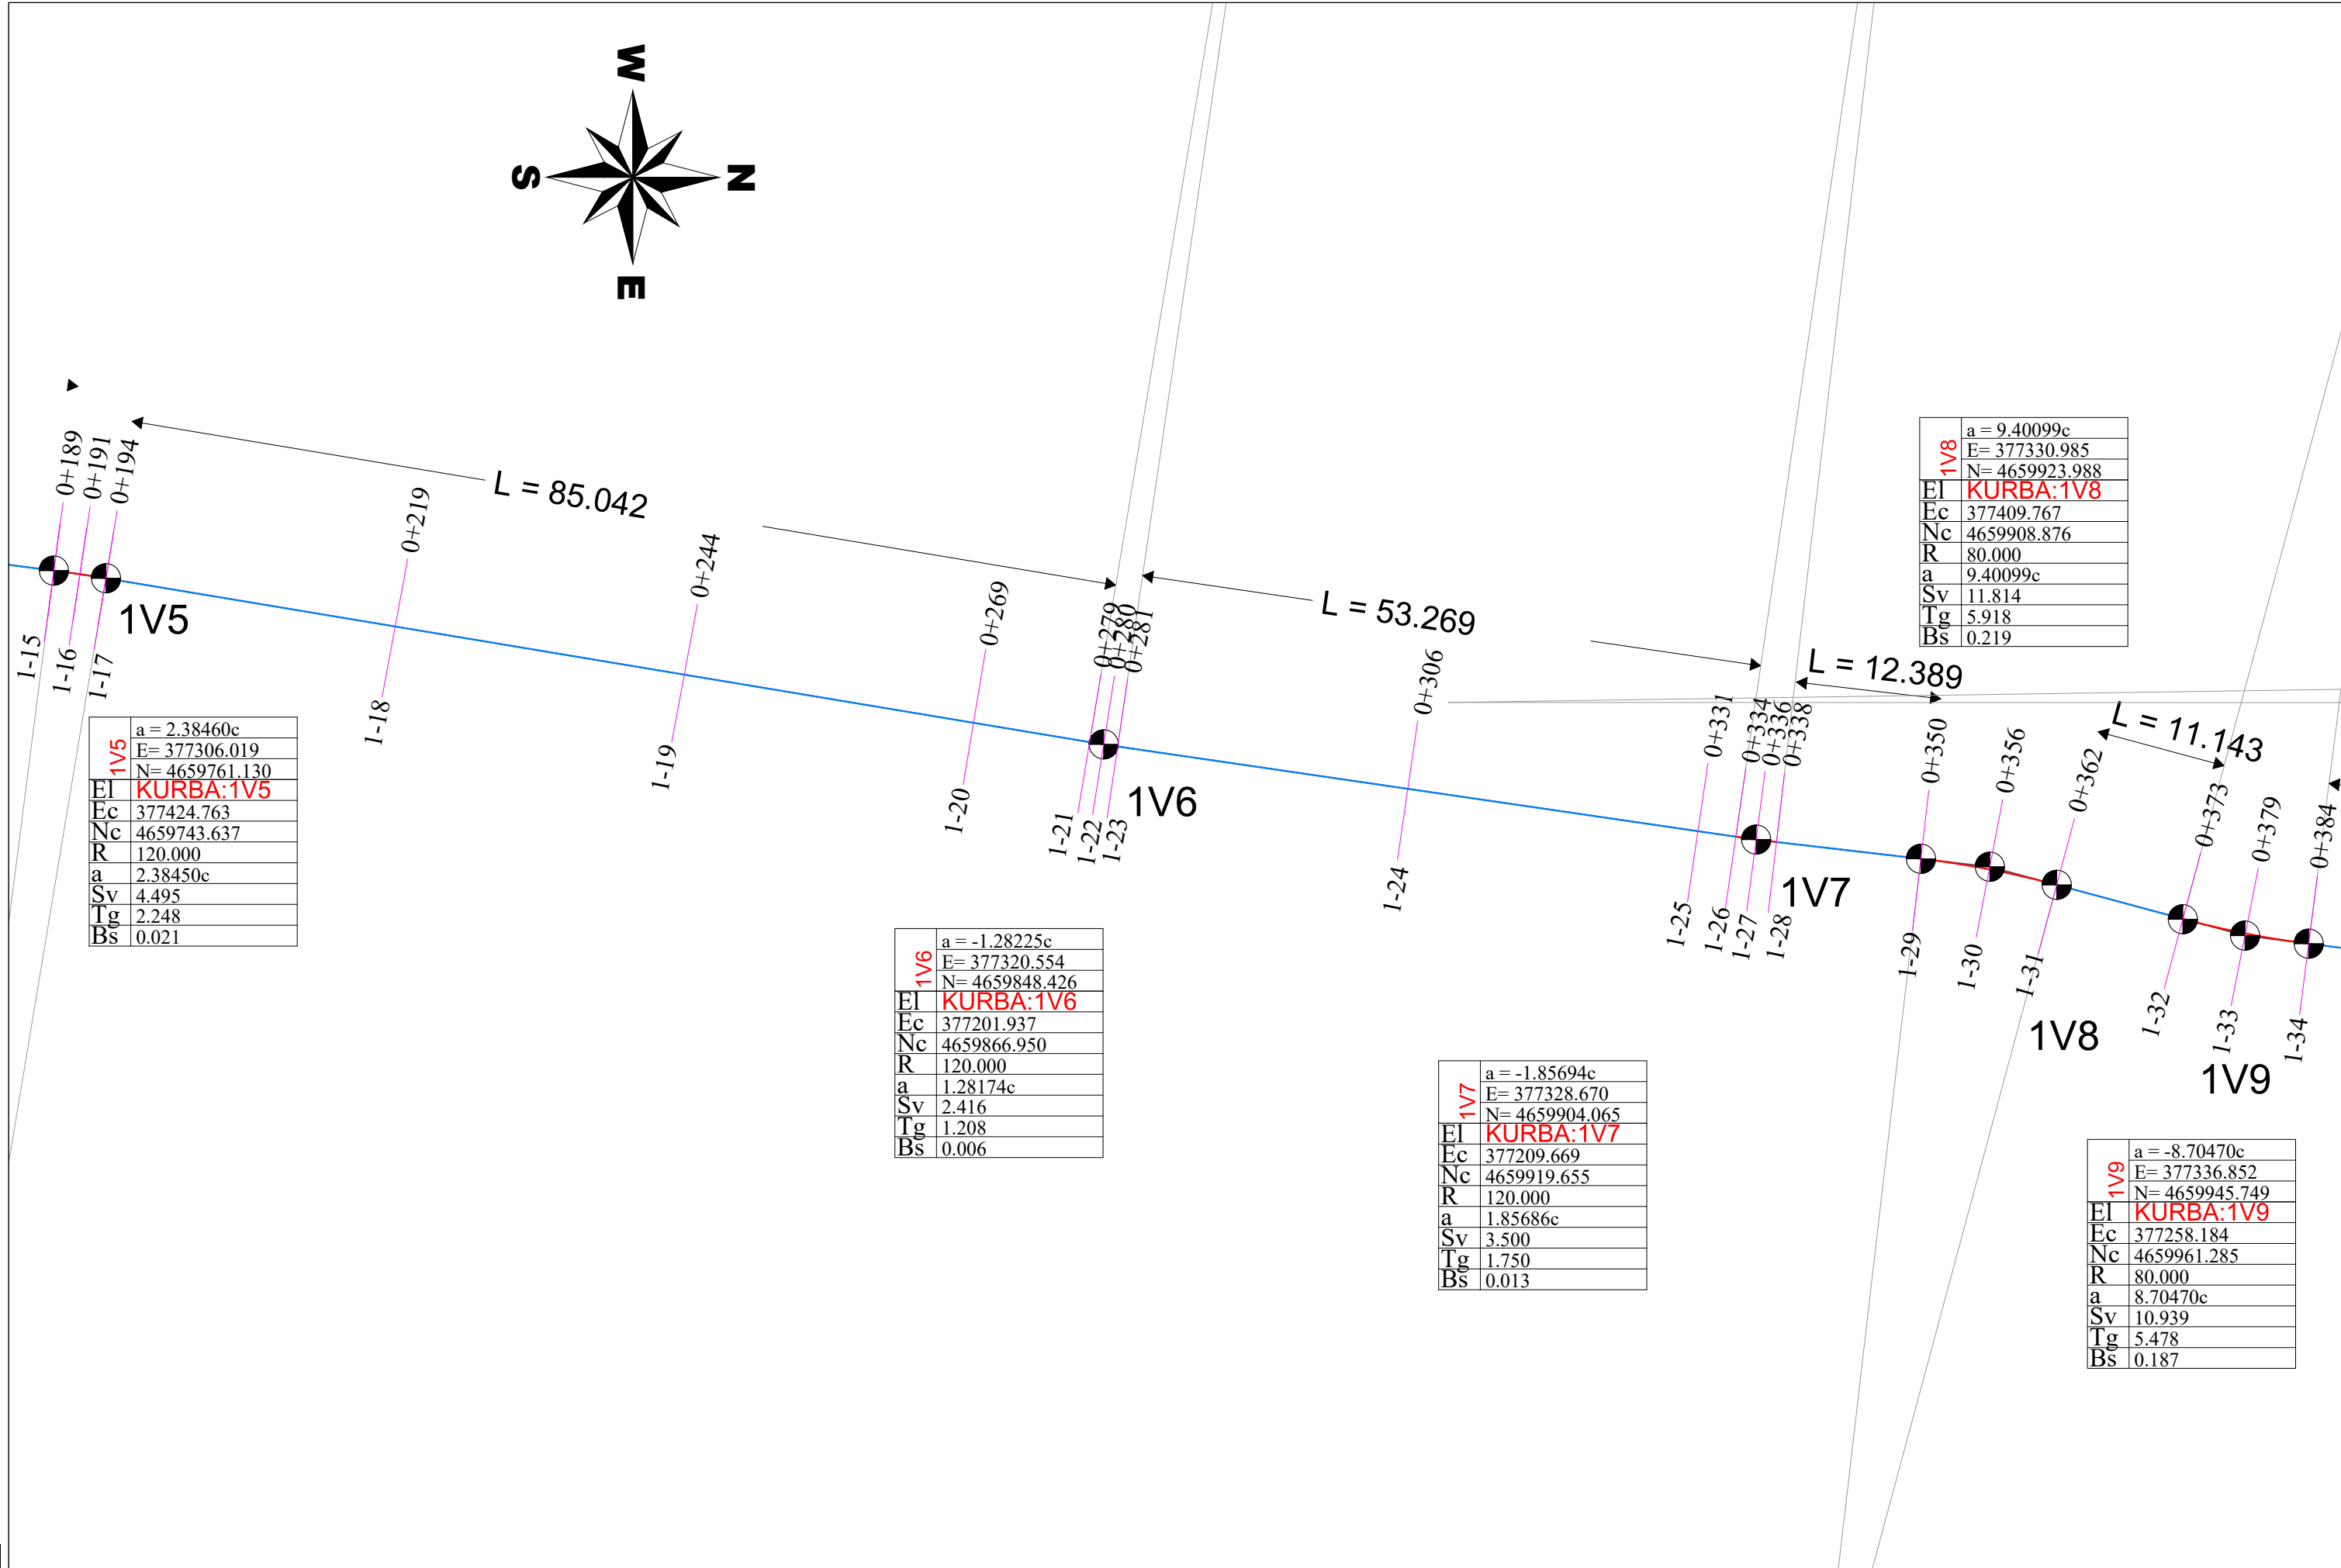 W
S
N
E
0+189
0+191
0+194
L = 85.042
0+219
0+244
0+269
0+279
0+280
0+281
L = 53.269
0+306
0+331
0+334
0+336
0+338
L = 12.389
0+350
0+356
0+362
L = 11.143
0+373
0+379
0+384
1V5
1V6
1V7
1V8
1V9
1-15
1-16
1-17
1-18
1-19
1-20
1-21
1-22
1-23
1-24
1-25
1-26
1-27
1-28
1-29
1-30
1-31
1-32
1-33
1-34
1V5
a = 2.38460c
E= 377306.019
N= 4659761.130
El KURBA:1V5
Ec 377424.763
Nc 4659743.637
R 120.000
a 2.38450c
Sv 4.495
Tg 2.248
Bs 0.021
1V6
a = -1.28225c
E= 377320.554
N= 4659848.426
El KURBA:1V6
Ec 377201.937
Nc 4659866.950
R 120.000
a 1.28174c
Sv 2.416
Tg 1.208
Bs 0.006
1V7
a = -1.85694c
E= 377328.670
N= 4659904.065
El KURBA:1V7
Ec 377209.669
Nc 4659919.655
R 120.000
a 1.85686c
Sv 3.500
Tg 1.750
Bs 0.013
1V8
a = 9.40099c
E= 377330.985
N= 4659923.988
El KURBA:1V8
Ec 377409.767
Nc 4659908.876
R 80.000
a 9.40099c
Sv 11.814
Tg 5.918
Bs 0.219
1V9
a = -8.70470c
E= 377336.852
N= 4659945.749
El KURBA:1V9
Ec 377258.184
Nc 4659961.285
R 80.000
a 8.70470c
Sv 10.939
Tg 5.478
Bs 0.187